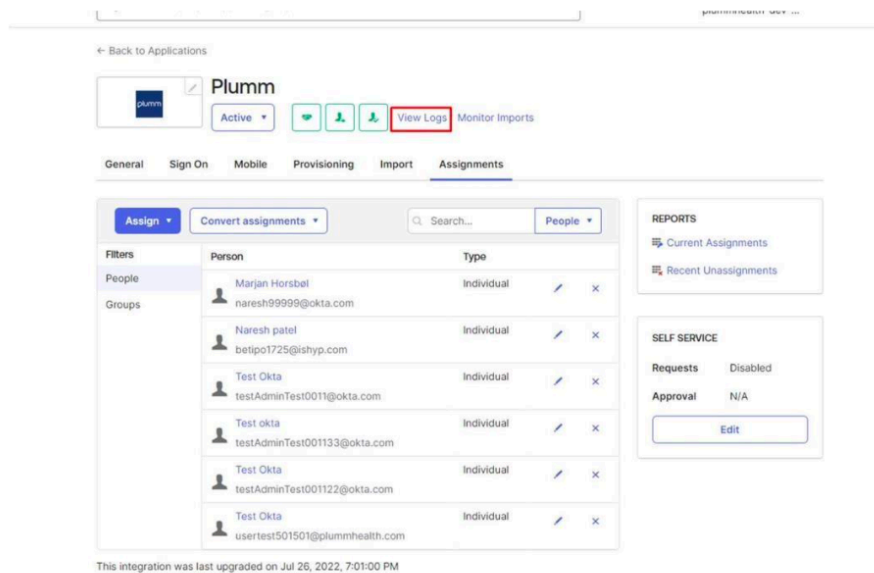 ← Back to Applications
plumm
Plumm
Active
View Logs
Monitor Imports
General Sign On Mobile Provisioning Import Assignments
Assign
Convert assignments
Search...
People
Filters
People
Groups
Person Type
Marjan Horsbøl Individual
naresh99999@okta.com
Naresh patel Individual
betipo1725@ishyp.com
Test Okta Individual
testAdminTest0011@okta.com
Test okta Individual
testAdminTest001133@okta.com
Test Okta Individual
testAdminTest001122@okta.com
Test Okta Individual
usertest501501@plummhealth.com
REPORTS
Current Assignments
Recent Unassignments
SELF SERVICE
Requests Disabled
Approval N/A
Edit
This integration was last upgraded on Jul 26, 2022, 7:01:00 PM